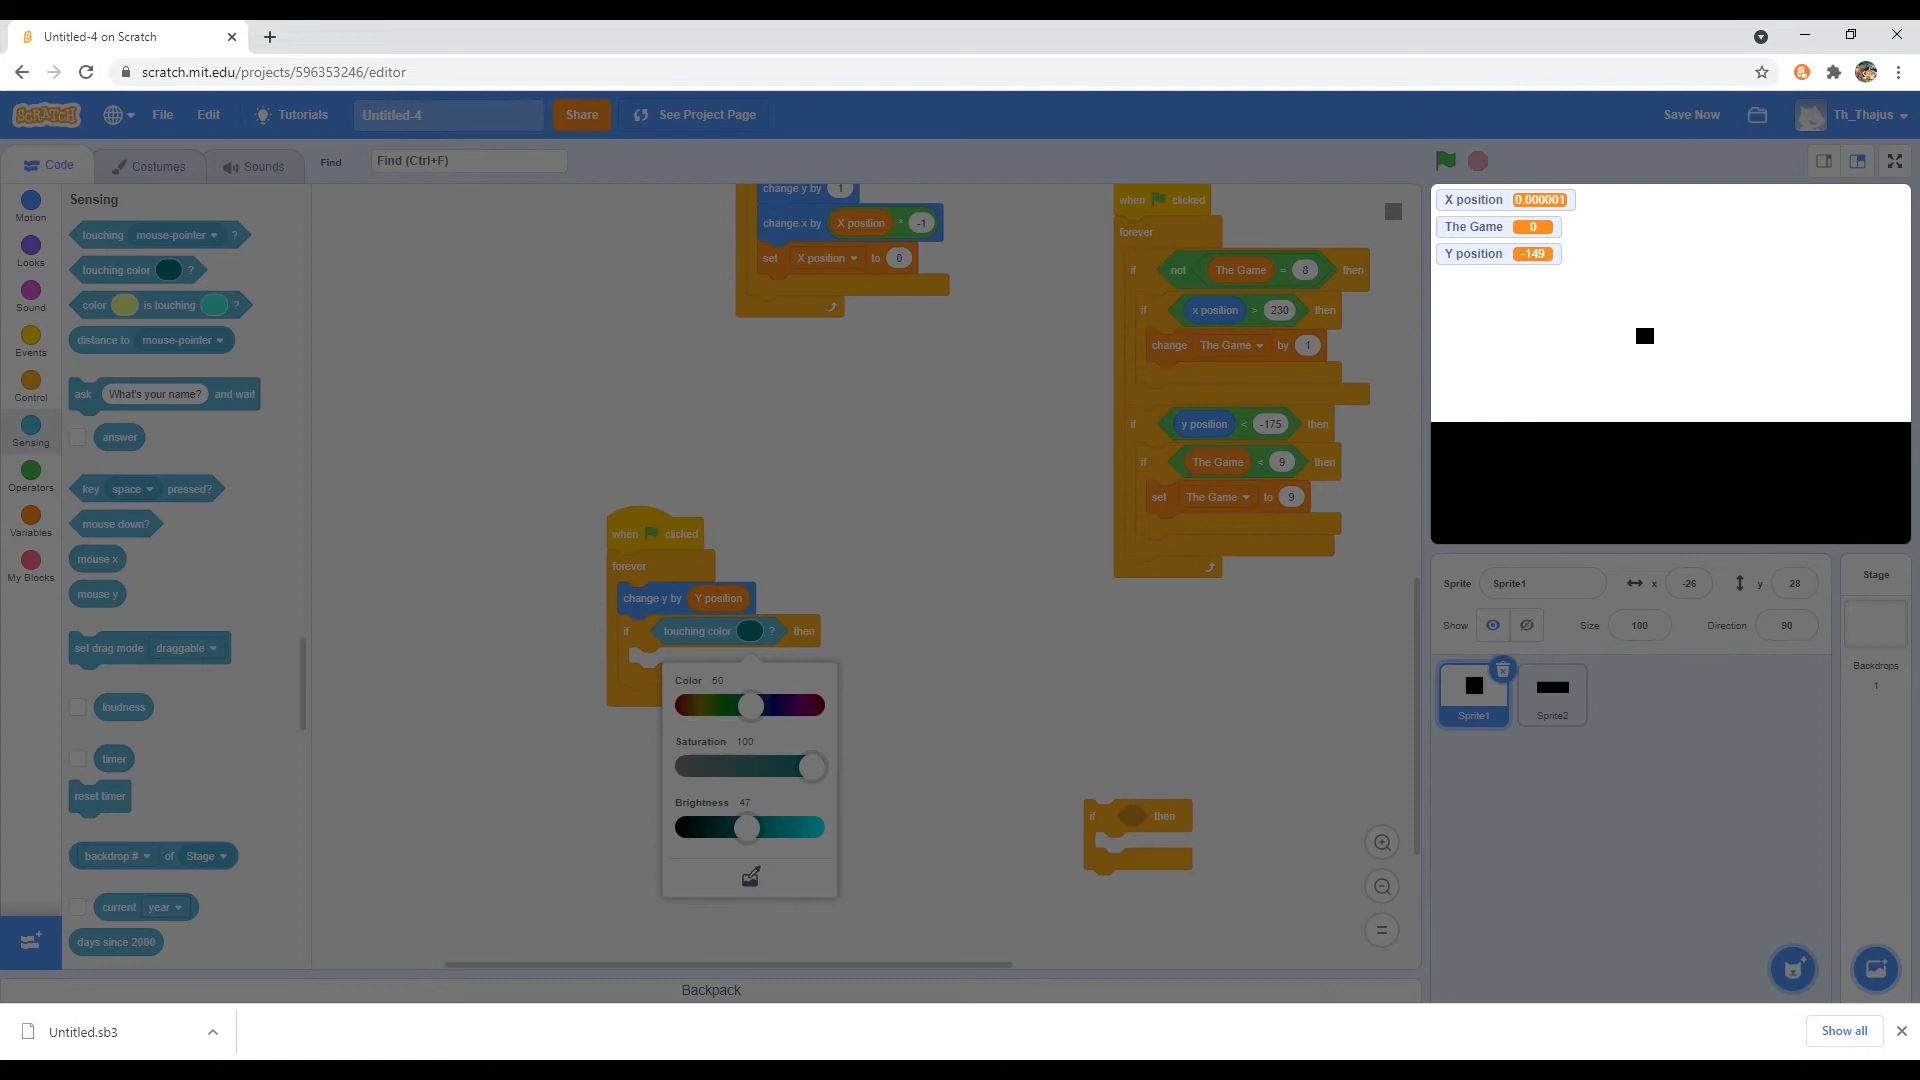 Untitled-4 on Scratch
scratch.mit.edu/projects/596353246/editor
SCRATCH
File
Edit
Tutorials
Untitled-4
Share
See Project Page
Save Now
Th_Thajus
Code
Costumes
Sounds
Find
Find (Ctrl+F)
Motion
Looks
Sound
Events
Control
Sensing
Operators
Variables
My Blocks
Sensing
touching mouse-pointer ?
touching color ?
color is touching ?
distance to mouse-pointer
ask What's your name? and wait
answer
key space pressed?
mouse down?
mouse x
mouse y
set drag mode draggable
loudness
timer
reset timer
backdrop # of Stage
current year
days since 2000
change y by 1
change x by X position * -1
set X position to 0
when clicked
forever
change y by Y position
if touching color ? then
Color 50
Saturation 100
Brightness 47
when clicked
forever
if not The Game = 8 then
if x position > 230 then
change The Game by 1
if y position < -175 then
if The Game < 9 then
set The Game to 9
if then
X position 0.000001
The Game 0
Y position -149
Sprite Sprite1 x -26 y 28
Show Size 100 Direction 90
Sprite1
Sprite2
Stage
Backdrops
1
Backpack
Untitled.sb3
Show all